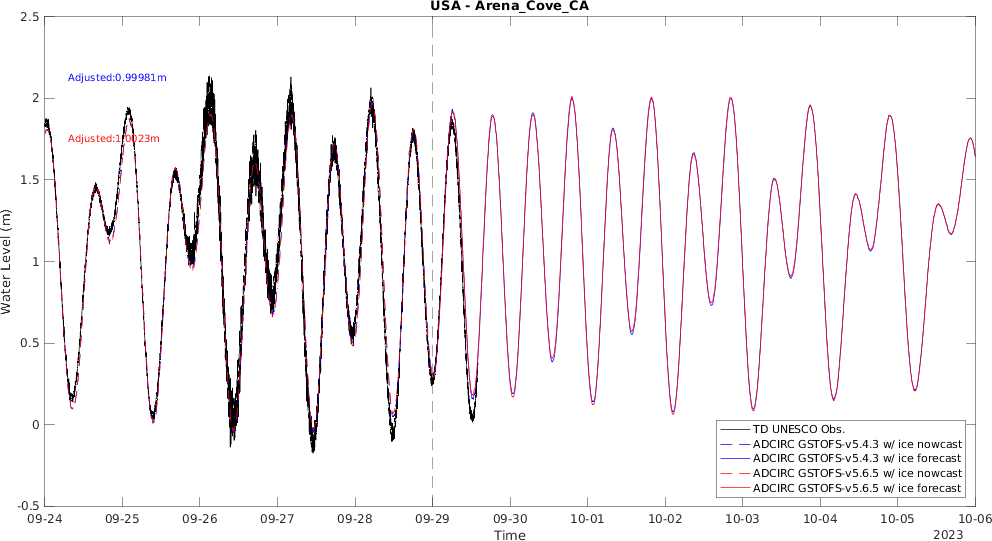 USA - Arena_Cove_CA
2.5
2
1.5
1
0.5
0
-0.5
Water Level (m)
Adjusted:0.99981m
Adjusted:1.0023m
TD UNESCO Obs.
ADCIRC GSTOFS-v5.4.3 w/ ice nowcast
ADCIRC GSTOFS-v5.4.3 w/ ice forecast
ADCIRC GSTOFS-v5.6.5 w/ ice nowcast
ADCIRC GSTOFS-v5.6.5 w/ ice forecast
09-24 09-25 09-26 09-27 09-28 09-29 09-30 10-01 10-02 10-03 10-04 10-05 10-06
Time
2023